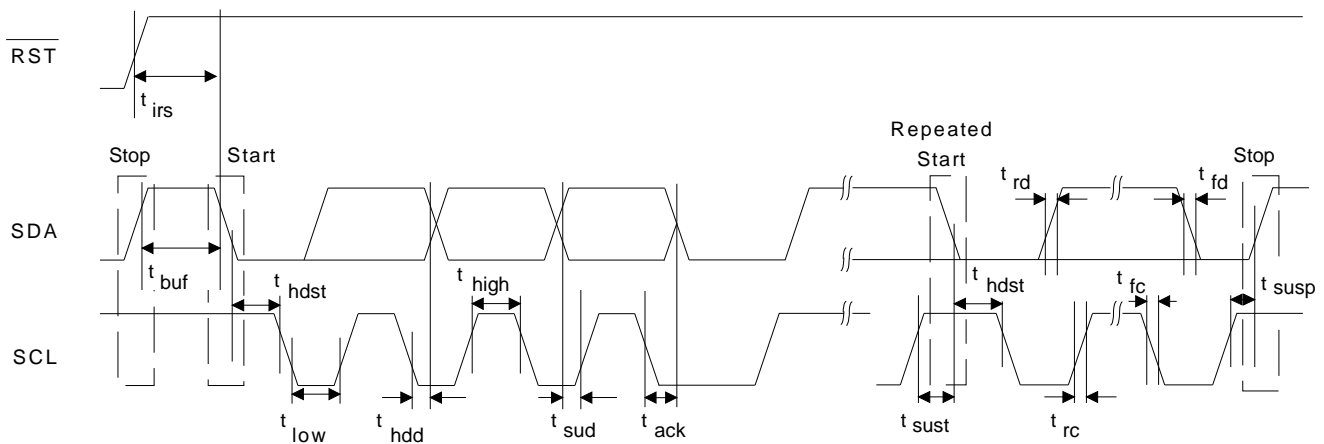 RST
t irs
Repeated
Stop
Start
Start
Stop
t rd
t fd
SDA
t buf
t hdst
t high
t hdst
t fc
t susp
SCL
t low
t hdd
t sud
t ack
t sust
t rc